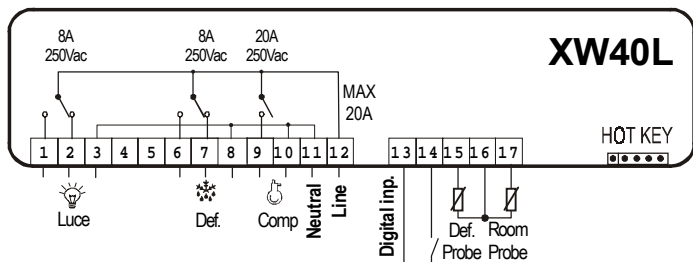 8A 8A 20A
250Vac 250Vac 250Vac
XW40L
MAX
20A
HOT KEY
1 2 3 4 5 6 7 8 9 10 11 12 13 14 15 16 17
Luce Def. Comp Neutral Line Digital inp.
Def. Room
Probe Probe